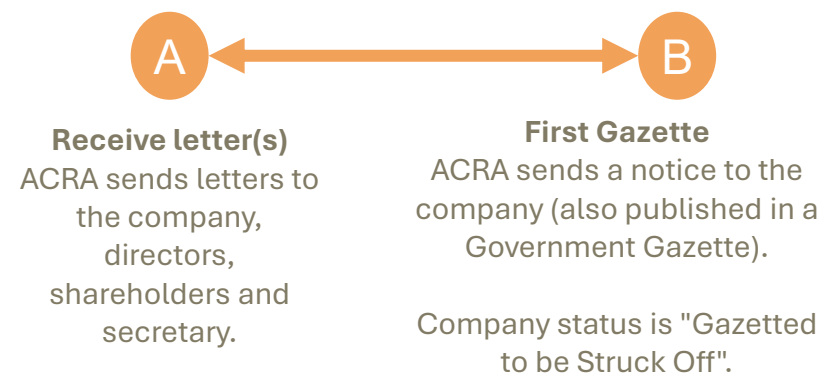 A
B
Receive letter(s)
ACRA sends letters to
the company,
directors,
shareholders and
secretary.
First Gazette
ACRA sends a notice to the
company (also published in a
Government Gazette).
Company status is "Gazetted
to be Struck Off".